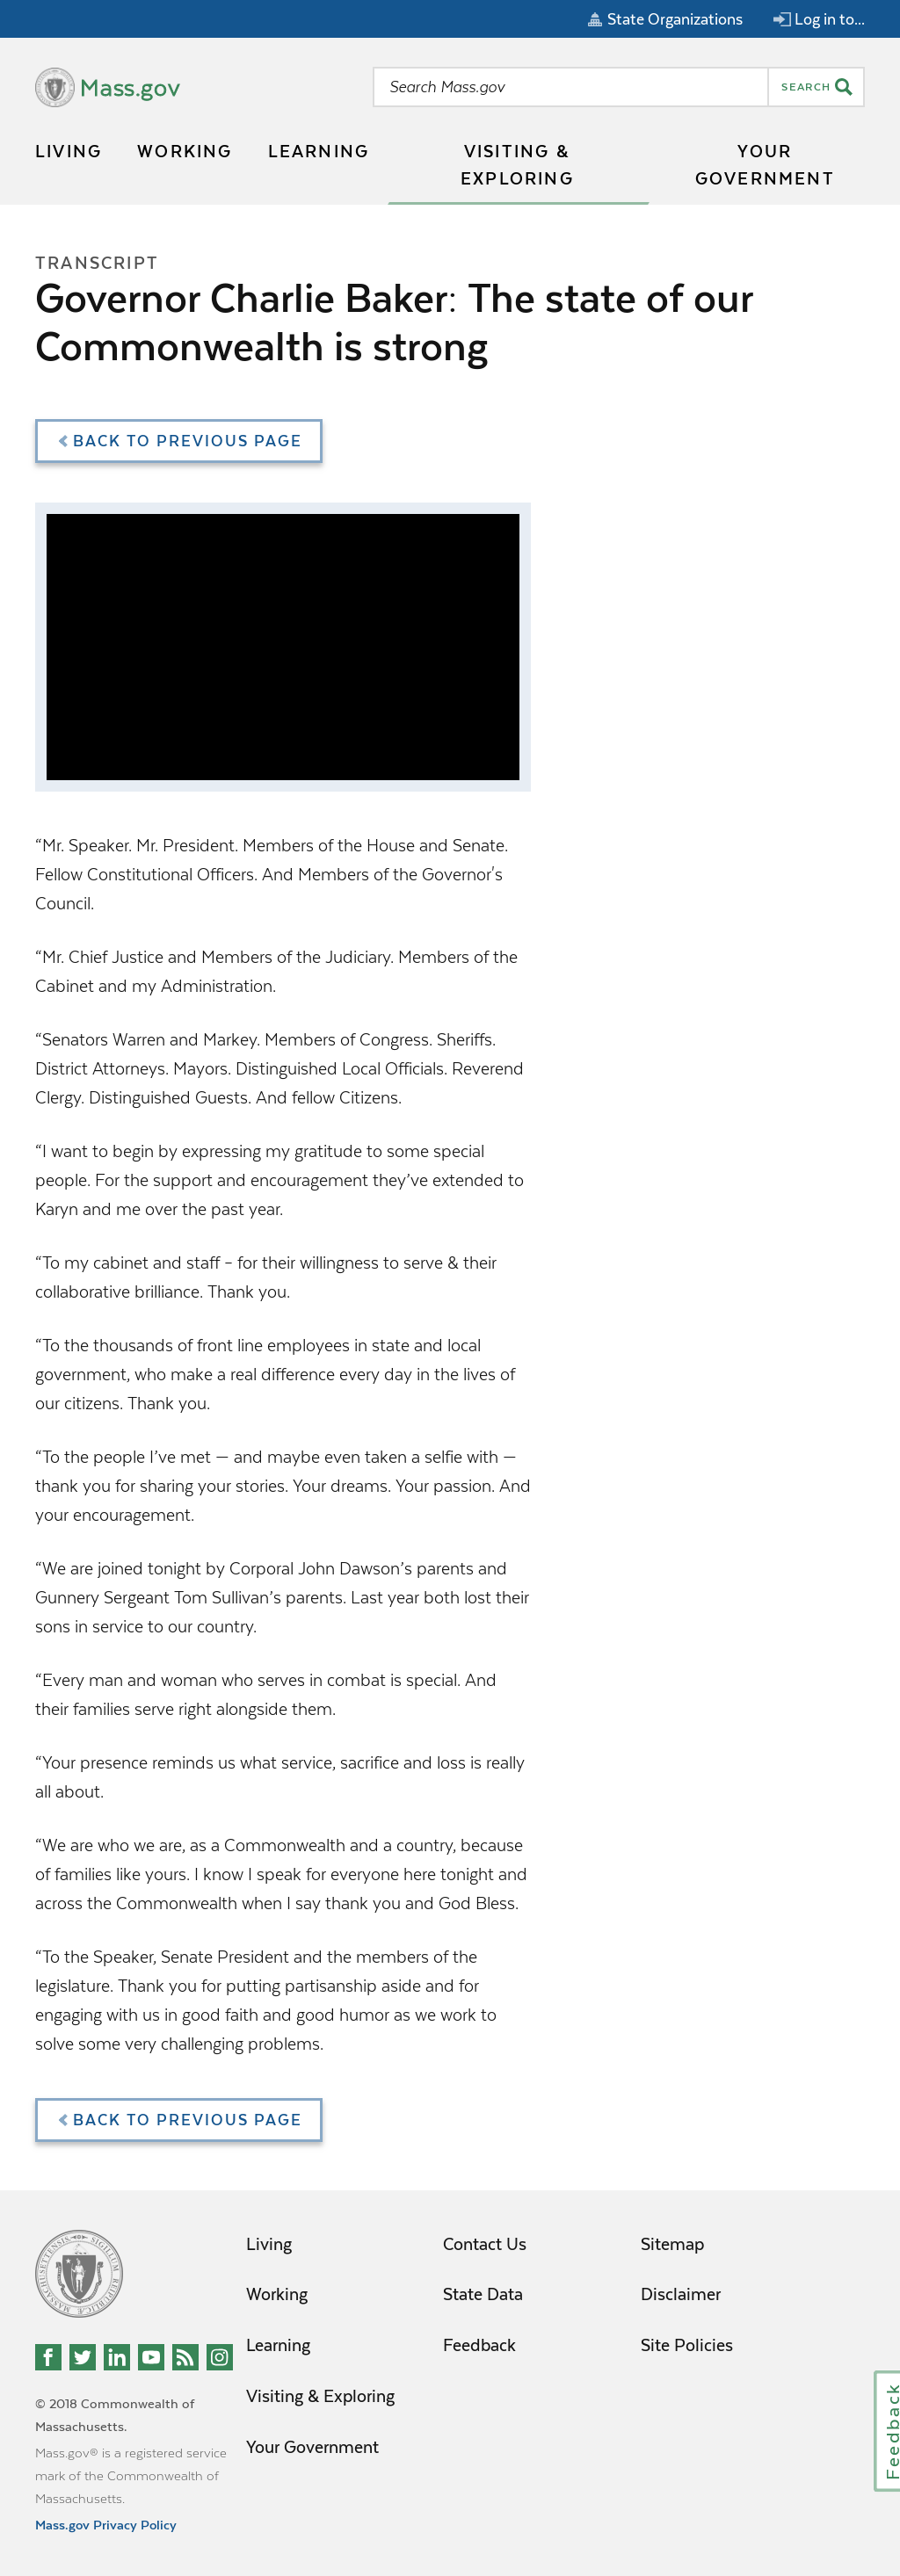 State Organizations Log in to...
Mass.gov
Search Mass.gov SEARCH
LIVING WORKING LEARNING VISITING & EXPLORING YOUR GOVERNMENT
TRANSCRIPT
Governor Charlie Baker: The state of our
Commonwealth is strong
BACK TO PREVIOUS PAGE
“Mr. Speaker. Mr. President. Members of the House and Senate.
Fellow Constitutional Officers. And Members of the Governor's
Council.
“Mr. Chief Justice and Members of the Judiciary. Members of the
Cabinet and my Administration.
“Senators Warren and Markey. Members of Congress. Sheriffs.
District Attorneys. Mayors. Distinguished Local Officials. Reverend
Clergy. Distinguished Guests. And fellow Citizens.
“I want to begin by expressing my gratitude to some special
people. For the support and encouragement they’ve extended to
Karyn and me over the past year.
“To my cabinet and staff – for their willingness to serve & their
collaborative brilliance. Thank you.
“To the thousands of front line employees in state and local
government, who make a real difference every day in the lives of
our citizens. Thank you.
“To the people I’ve met — and maybe even taken a selfie with —
thank you for sharing your stories. Your dreams. Your passion. And
your encouragement.
“We are joined tonight by Corporal John Dawson’s parents and
Gunnery Sergeant Tom Sullivan’s parents. Last year both lost their
sons in service to our country.
“Every man and woman who serves in combat is special. And
their families serve right alongside them.
“Your presence reminds us what service, sacrifice and loss is really
all about.
“We are who we are, as a Commonwealth and a country, because
of families like yours. I know I speak for everyone here tonight and
across the Commonwealth when I say thank you and God Bless.
“To the Speaker, Senate President and the members of the
legislature. Thank you for putting partisanship aside and for
engaging with us in good faith and good humor as we work to
solve some very challenging problems.
BACK TO PREVIOUS PAGE
Living
Working
Learning
Visiting & Exploring
Your Government
Contact Us
State Data
Feedback
Sitemap
Disclaimer
Site Policies
© 2018 Commonwealth of
Massachusetts.
Mass.gov® is a registered service
mark of the Commonwealth of
Massachusetts.
Mass.gov Privacy Policy
Feedback